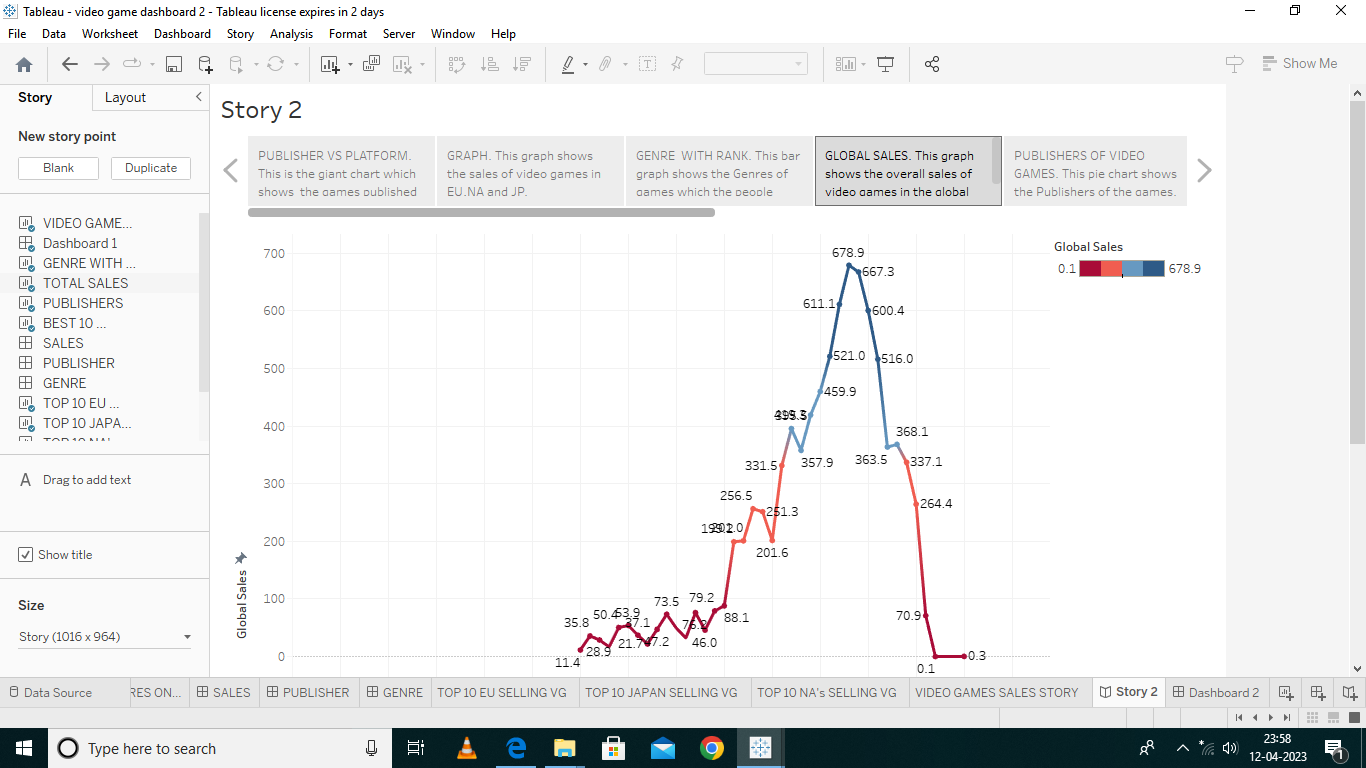 Tableau - video game dashboard 2 - Tableau license expires in 2 days
File Data Worksheet Dashboard Story Analysis Format Server Window Help
Show Me
Story Layout
New story point
Blank Duplicate
VIDEO GAME...
Dashboard 1
GENRE WITH ...
TOTAL SALES
PUBLISHERS
BEST 10 ...
SALES
PUBLISHER
GENRE
TOP 10 EU ...
TOP 10 JAPA...
A Drag to add text
Show title
Size
Story (1016 x 964)
Story 2
PUBLISHER VS PLATFORM.
This is the giant chart which
shows the games published
GRAPH. This graph shows
the sales of video games in
EU,NA and JP.
GENRE WITH RANK. This bar
graph shows the Genres of
games which the people
GLOBAL SALES. This graph
shows the overall sales of
video games in the global
PUBLISHERS OF VIDEO
GAMES. This pie chart shows
the Publishers of the games.
Global Sales
0.1 678.9
Global Sales
700
600
500
400
300
200
100
0
678.9
667.3
611.1
600.4
521.0
516.0
459.9
368.1
357.9
363.5
331.5
337.1
256.5
251.3
264.4
201.6
79.2
73.5
53.9
50.4
35.8
88.1
70.9
46.0
28.9
11.4
0.1
0.3
Data Source RES ON... SALES PUBLISHER GENRE TOP 10 EU SELLING VG TOP 10 JAPAN SELLING VG TOP 10 NA's SELLING VG VIDEO GAMES SALES STORY Story 2 Dashboard 2
Type here to search
23:58
12-04-2023
1